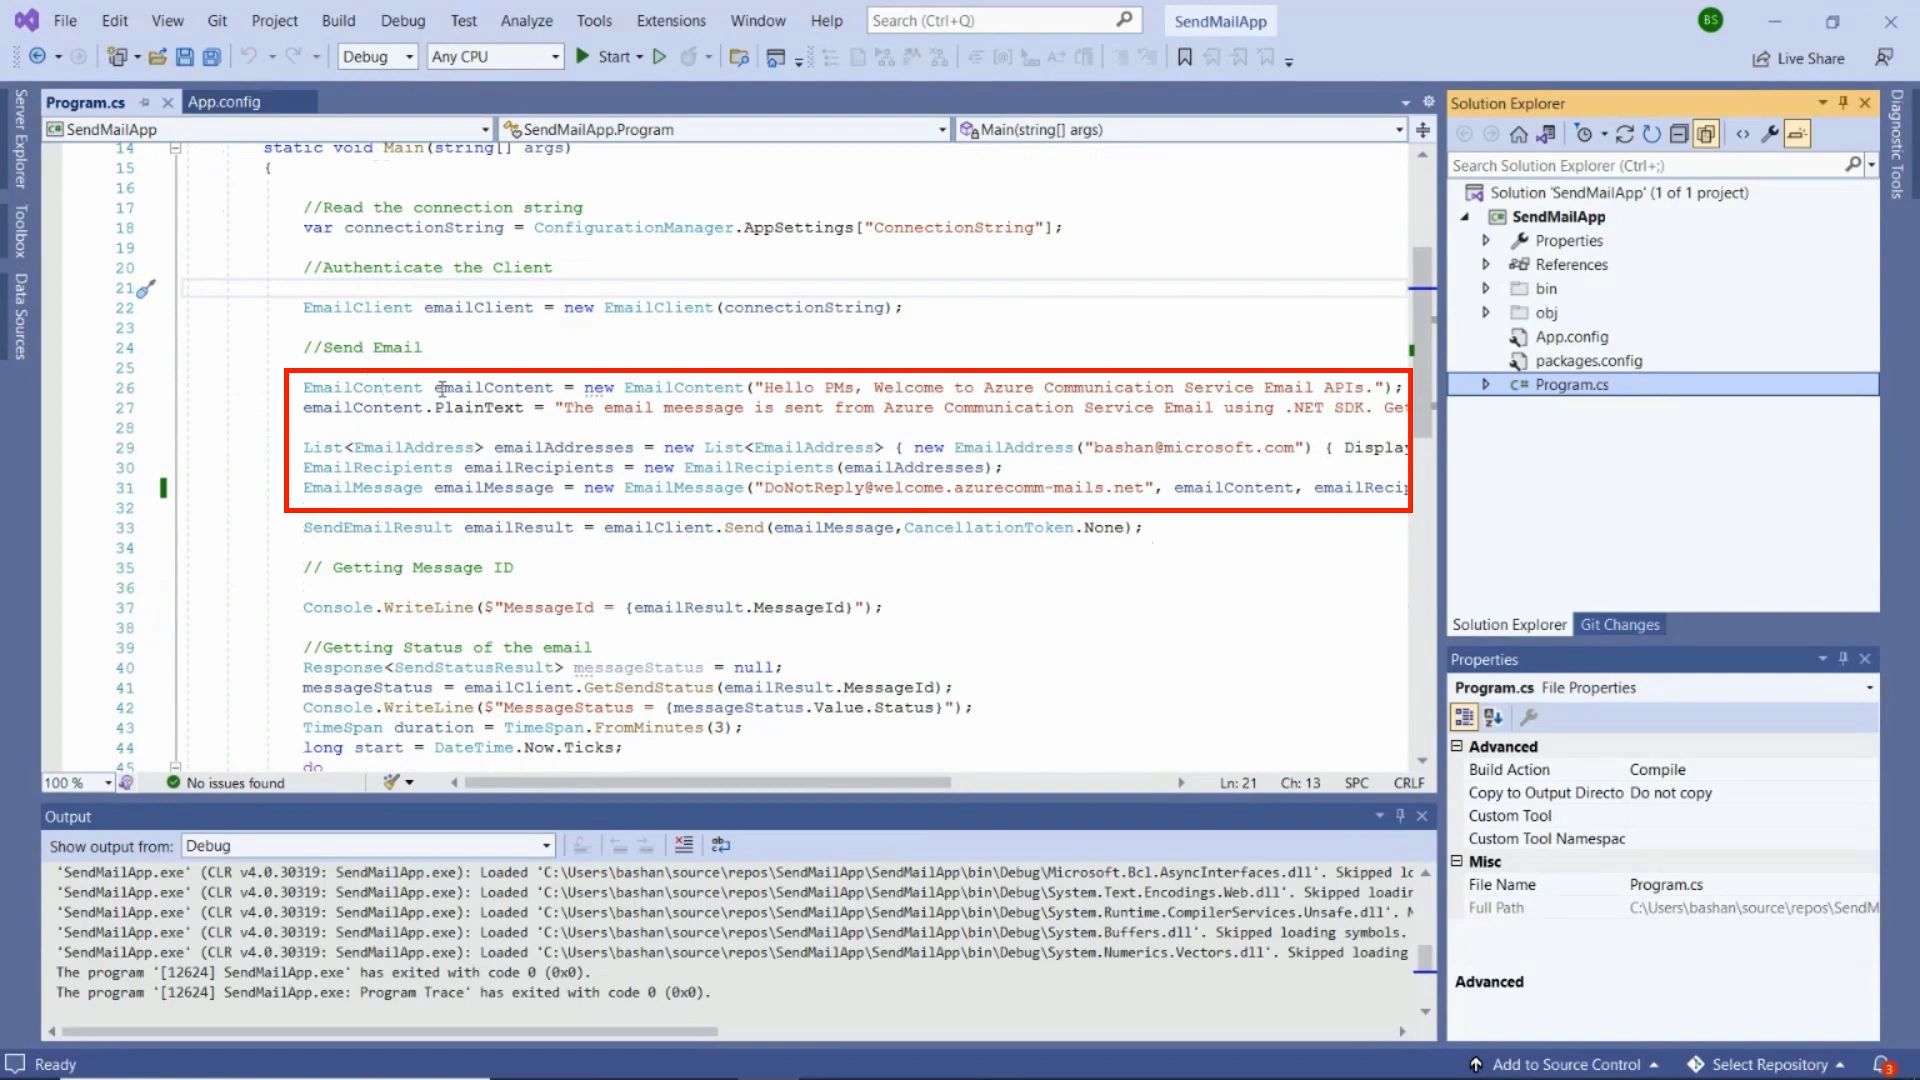 File Edit View Git Project Build Debug Test Analyze Tools Extensions Window Help Search (Ctrl+Q) SendMailApp BS
Debug Any CPU Start Live Share
Server Explorer
Toolbox
Data Sources
Program.cs App.config
SendMailApp SendMailApp.Program Main(string[] args)
14 static void Main(string[] args)
15 {
16
17 //Read the connection string
18 var connectionString = ConfigurationManager.AppSettings["ConnectionString"];
19
20 //Authenticate the Client
21
22 EmailClient emailClient = new EmailClient(connectionString);
23
24 //Send Email
25
26 EmailContent emailContent = new EmailContent("Hello PMs, Welcome to Azure Communication Service Email APIs.");
27 emailContent.PlainText = "The email meessage is sent from Azure Communication Service Email using .NET SDK. Get
28
29 List<EmailAddress> emailAddresses = new List<EmailAddress> { new EmailAddress("bashan@microsoft.com") { Display
30 EmailRecipients emailRecipients = new EmailRecipients(emailAddresses);
31 EmailMessage emailMessage = new EmailMessage("DoNotReply@welcome.azurecomm-mails.net", emailContent, emailRecip
32
33 SendEmailResult emailResult = emailClient.Send(emailMessage,CancellationToken.None);
34
35 // Getting Message ID
36
37 Console.WriteLine($"MessageId = {emailResult.MessageId}");
38
39 //Getting Status of the email
40 Response<SendStatusResult> messageStatus = null;
41 messageStatus = emailClient.GetSendStatus(emailResult.MessageId);
42 Console.WriteLine($"MessageStatus = {messageStatus.Value.Status}");
43 TimeSpan duration = TimeSpan.FromMinutes(3);
44 long start = DateTime.Now.Ticks;
45 do
100 % No issues found Ln: 21 Ch: 13 SPC CRLF
Output
Show output from: Debug
'SendMailApp.exe' (CLR v4.0.30319: SendMailApp.exe): Loaded 'C:\Users\bashan\source\repos\SendMailApp\SendMailApp\bin\Debug\Microsoft.Bcl.AsyncInterfaces.dll'. Skipped lo
'SendMailApp.exe' (CLR v4.0.30319: SendMailApp.exe): Loaded 'C:\Users\bashan\source\repos\SendMailApp\SendMailApp\bin\Debug\System.Text.Encodings.Web.dll'. Skipped loadin
'SendMailApp.exe' (CLR v4.0.30319: SendMailApp.exe): Loaded 'C:\Users\bashan\source\repos\SendMailApp\SendMailApp\bin\Debug\System.Runtime.CompilerServices.Unsafe.dll'. M
'SendMailApp.exe' (CLR v4.0.30319: SendMailApp.exe): Loaded 'C:\Users\bashan\source\repos\SendMailApp\SendMailApp\bin\Debug\System.Buffers.dll'. Skipped loading symbols.
'SendMailApp.exe' (CLR v4.0.30319: SendMailApp.exe): Loaded 'C:\Users\bashan\source\repos\SendMailApp\SendMailApp\bin\Debug\System.Numerics.Vectors.dll'. Skipped loading
The program '[12624] SendMailApp.exe' has exited with code 0 (0x0).
The program '[12624] SendMailApp.exe: Program Trace' has exited with code 0 (0x0).
Solution Explorer
Search Solution Explorer (Ctrl+;)
Solution 'SendMailApp' (1 of 1 project)
SendMailApp
Properties
References
bin
obj
App.config
packages.config
C# Program.cs
Solution Explorer Git Changes
Properties
Program.cs File Properties
Advanced
Build Action Compile
Copy to Output Directo Do not copy
Custom Tool
Custom Tool Namespac
Misc
File Name Program.cs
Full Path C:\Users\bashan\source\repos\SendM
Advanced
Diagnostic Tools
Ready Add to Source Control Select Repository 3